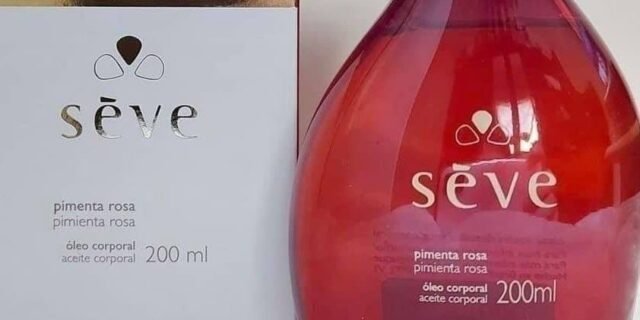 sève
pimenta rosa
pimienta rosa
óleo corporal
aceite corporal 200 ml
sève
pimenta rosa
pimienta rosa
óleo corporal
aceite corporal 200ml